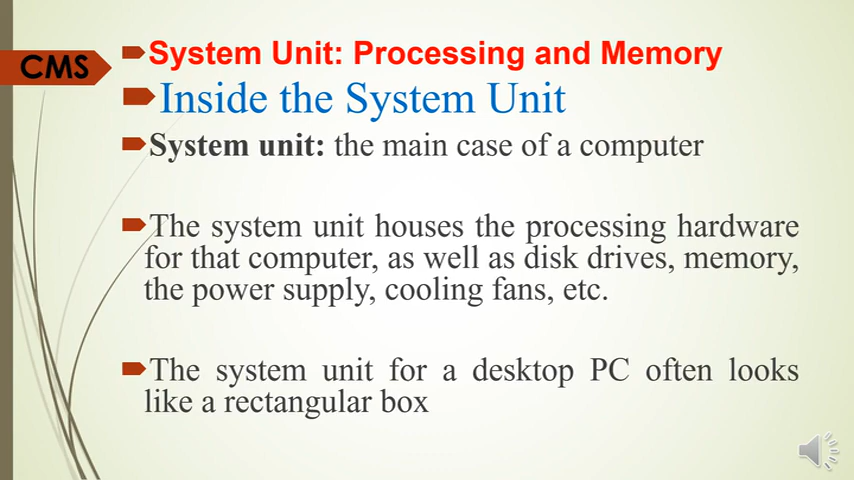 CMS
System Unit: Processing and Memory
Inside the System Unit
System unit: the main case of a computer
The system unit houses the processing hardware
for that computer, as well as disk drives, memory,
the power supply, cooling fans, etc.
The system unit for a desktop PC often looks
like a rectangular box